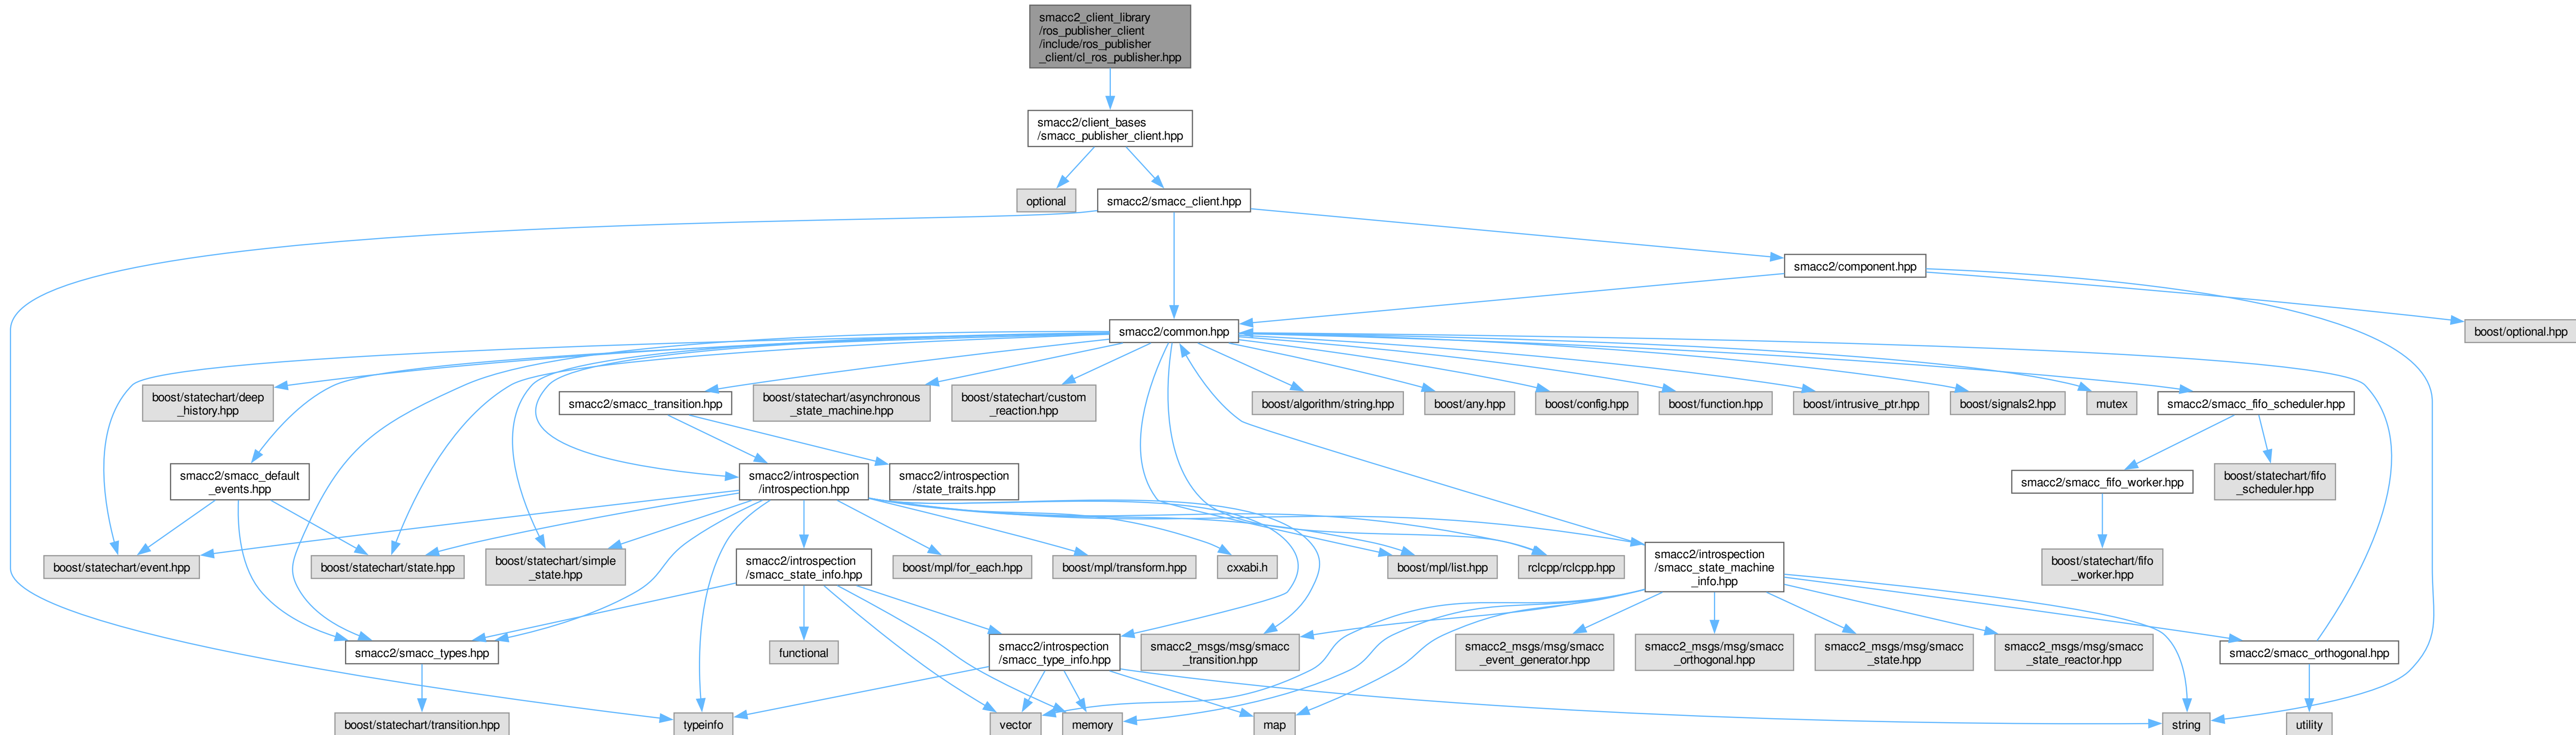 smacc2_client_library
/ros_publisher_client
/include/ros_publisher
_client/cl_ros_publisher.hpp
smacc2/client_bases
/smacc_publisher_client.hpp
optional
smacc2/smacc_client.hpp
smacc2/component.hpp
smacc2/common.hpp
boost/optional.hpp
boost/statechart/deep
_history.hpp
smacc2/smacc_transition.hpp
boost/statechart/asynchronous
_state_machine.hpp
boost/statechart/custom
_reaction.hpp
boost/algorithm/string.hpp
boost/any.hpp
boost/config.hpp
boost/function.hpp
boost/intrusive_ptr.hpp
boost/signals2.hpp
mutex
smacc2/smacc_fifo_scheduler.hpp
smacc2/smacc_default
_events.hpp
smacc2/introspection
/introspection.hpp
smacc2/introspection
/state_traits.hpp
smacc2/smacc_fifo_worker.hpp
boost/statechart/fifo
_scheduler.hpp
boost/statechart/event.hpp
boost/statechart/state.hpp
boost/statechart/simple
_state.hpp
smacc2/introspection
/smacc_state_info.hpp
boost/mpl/for_each.hpp
boost/mpl/transform.hpp
cxxabi.h
boost/mpl/list.hpp
rclcpp/rclcpp.hpp
smacc2/introspection
/smacc_state_machine
_info.hpp
boost/statechart/fifo
_worker.hpp
smacc2/smacc_types.hpp
functional
smacc2/introspection
/smacc_type_info.hpp
smacc2_msgs/msg/smacc
_transition.hpp
smacc2_msgs/msg/smacc
_event_generator.hpp
smacc2_msgs/msg/smacc
_orthogonal.hpp
smacc2_msgs/msg/smacc
_state.hpp
smacc2_msgs/msg/smacc
_state_reactor.hpp
smacc2/smacc_orthogonal.hpp
boost/statechart/transition.hpp
typeinfo
vector
memory
map
string
utility